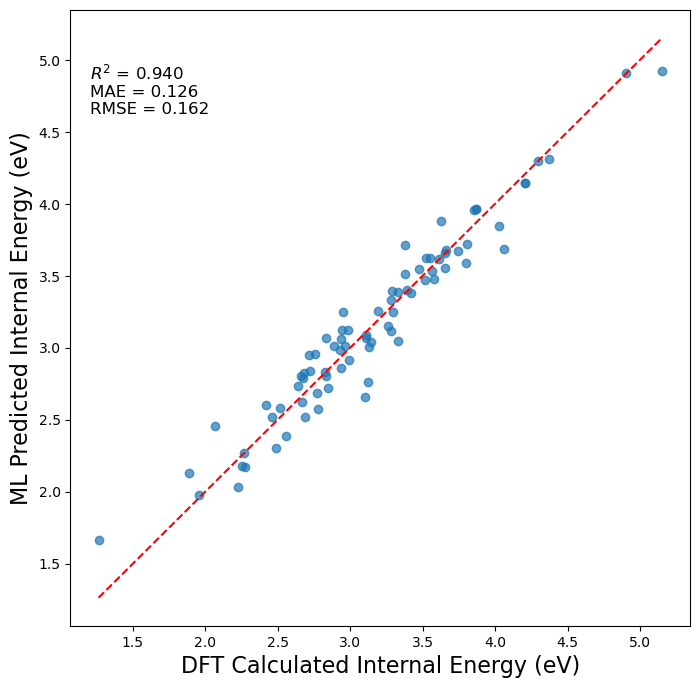 R² = 0.940
MAE = 0.126
RMSE = 0.162
5.0
4.5
4.0
3.5
3.0
2.5
2.0
1.5
ML Predicted Internal Energy (eV)
1.5 2.0 2.5 3.0 3.5 4.0 4.5 5.0
DFT Calculated Internal Energy (eV)